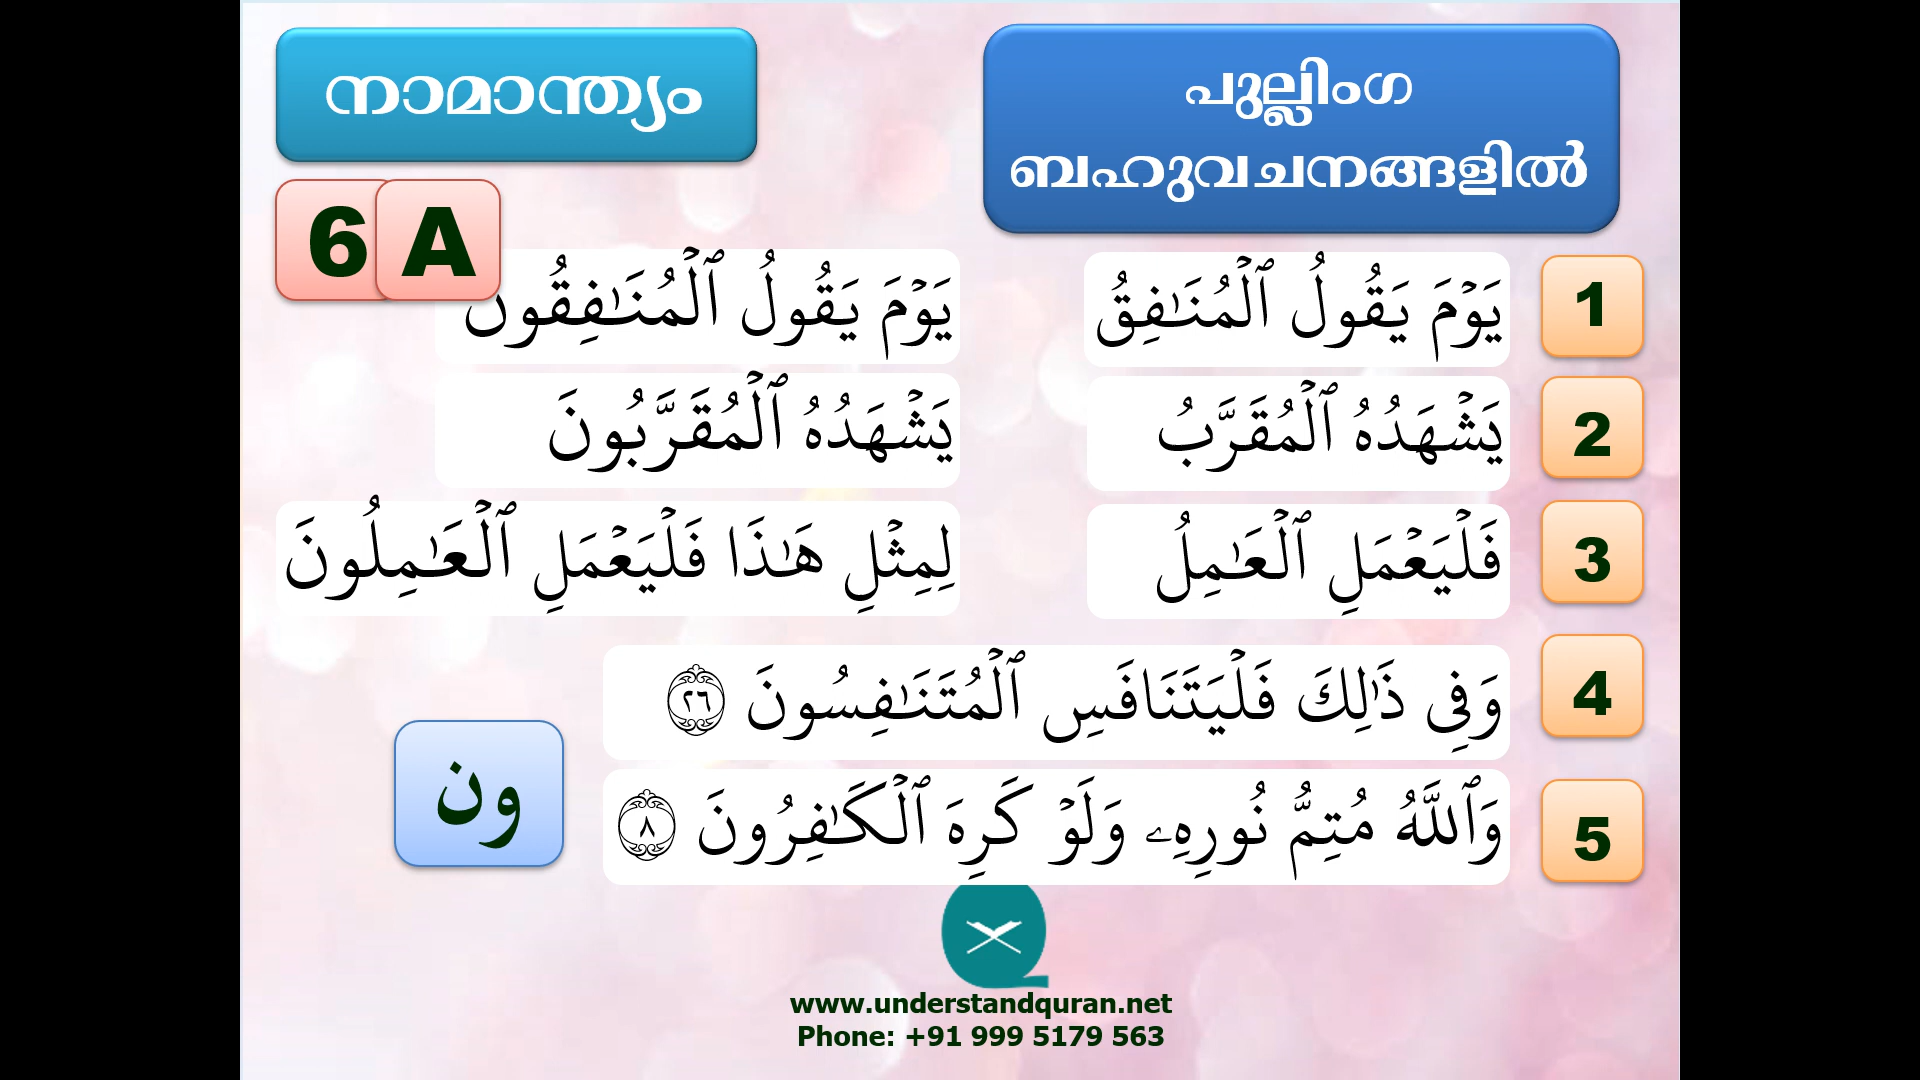 നാമാന്ത്യം
പുല്ലിംഗ
ബഹുവചനങ്ങളിൽ
6 A
1 يَوۡمَ يَقُولُ ٱلۡمُنَٰفِقُ يَوۡمَ يَقُولُ ٱلۡمُنَٰفِقُونَ
2 يَشۡهَدُهُ ٱلۡمُقَرَّبُ يَشۡهَدُهُ ٱلۡمُقَرَّبُونَ
3 فَلۡيَعۡمَلِ ٱلۡعَٰمِلُ لِمِثۡلِ هَٰذَا فَلۡيَعۡمَلِ ٱلۡعَٰمِلُونَ
4 وَفِي ذَٰلِكَ فَلۡيَتَنَافَسِ ٱلۡمُتَنَٰفِسُونَ ٢٦
5 وَٱللَّهُ مُتِمُّ نُورِهِۦ وَلَوۡ كَرِهَ ٱلۡكَٰفِرُونَ ٨
ون
www.understandquran.net
Phone: +91 999 5179 563